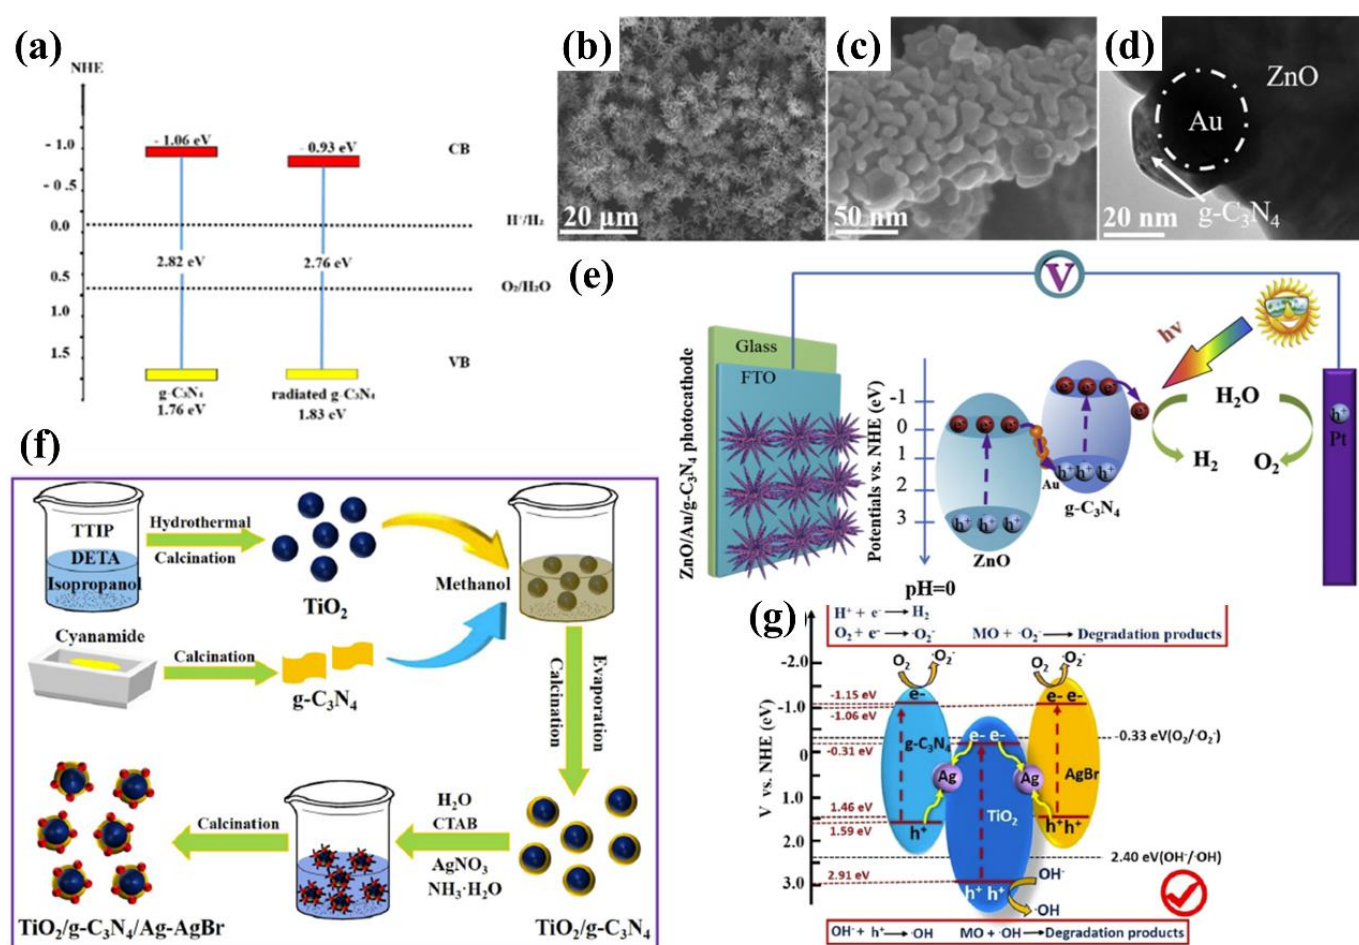 (a)
NHE
- 1.0
- 0.5
0.0
0.5
1.0
1.5
- 1.06 eV
- 0.93 eV
CB
H⁺/H₂
2.82 eV
2.76 eV
O₂/H₂O
VB
g-C₃N₄
1.76 eV
radiated g-C₃N₄
1.83 eV
(b)
20 μm
(c)
50 nm
(d)
ZnO
Au
g-C₃N₄
20 nm
(e)
V
hν
ZnO/Au/g-C₃N₄ photocathode
Glass
FTO
Potentials vs. NHE (eV)
-1
0
1
2
3
pH=0
e⁻ e⁻ e⁻
h⁺ h⁺ h⁺
ZnO
Au
e⁻ e⁻ e⁻
e⁻
h⁺ h⁺ h⁺
g-C₃N₄
H₂O
H₂
O₂
h⁺
Pt
(f)
TTIP
DETA
Isopropanol
Hydrothermal
Calcination
TiO₂
Methanol
Cyanamide
Calcination
g-C₃N₄
Evaporation
Calcination
TiO₂/g-C₃N₄
H₂O
CTAB
AgNO₃
NH₃·H₂O
Calcination
TiO₂/g-C₃N₄/Ag-AgBr
(g)
H⁺ + e⁻ → H₂
O₂ + e⁻ → ·O₂⁻ MO + ·O₂⁻ → Degradation products
V vs. NHE (eV)
-2.0
-1.0
0
1.0
2.0
3.0
-1.15 eV
-1.06 eV
-0.31 eV
1.46 eV
1.59 eV
2.91 eV
O₂ ·O₂⁻
e-
g-C₃N₄
h⁺
Ag
e- e-
TiO₂
h⁺ h⁺
Ag
O₂ ·O₂⁻
e- e-
AgBr
h⁺h⁺
-0.33 eV(O₂/·O₂⁻)
2.40 eV(OH⁻/·OH)
OH⁻
·OH
OH⁻ + h⁺ → ·OH MO + ·OH → Degradation products